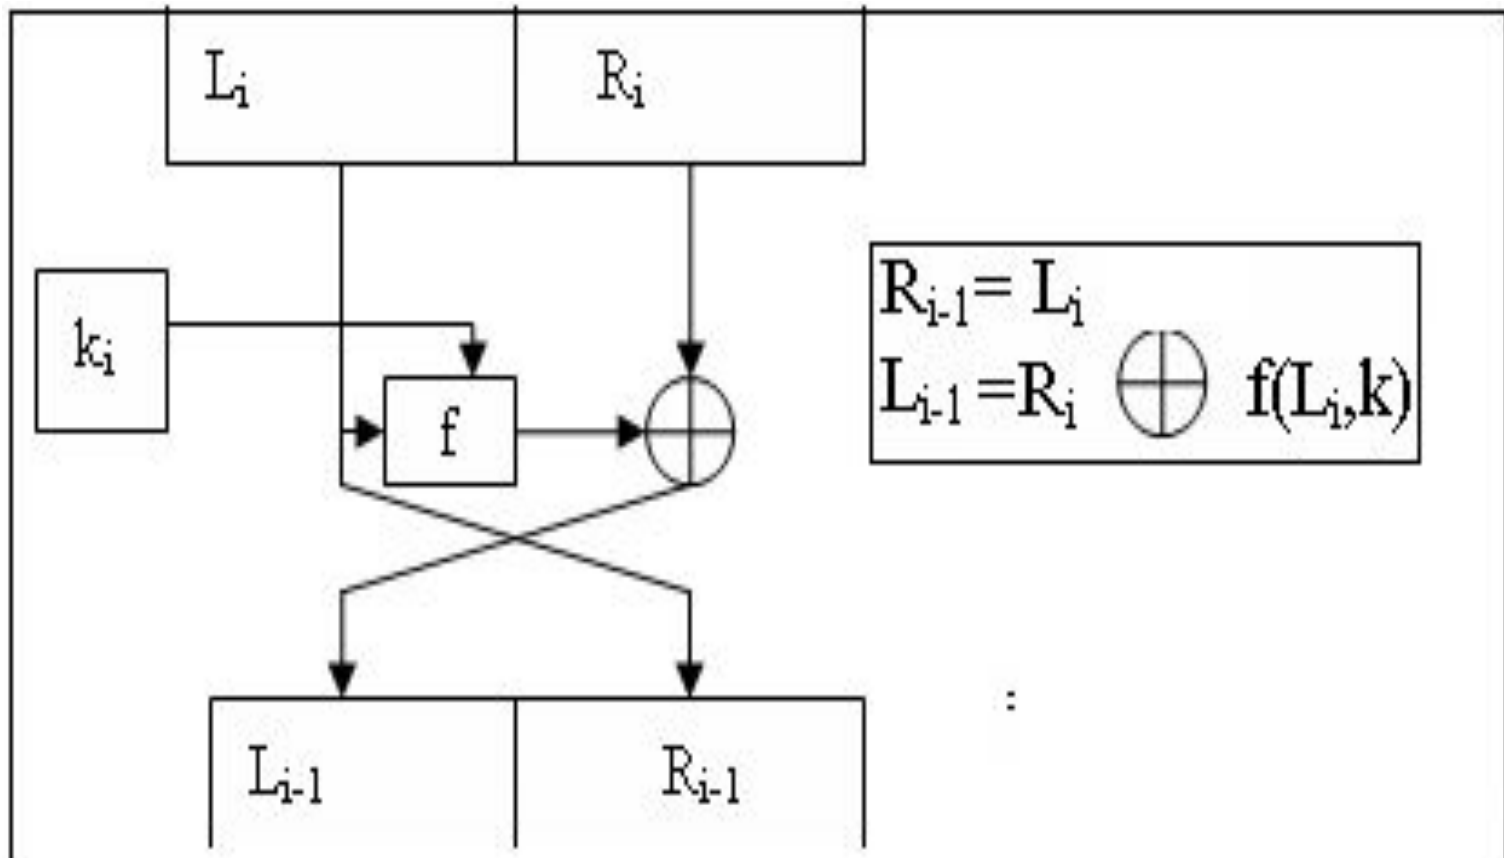 Lᵢ Rᵢ
kᵢ
f
Rᵢ₋₁= Lᵢ
Lᵢ₋₁=Rᵢ ⊕ f(Lᵢ,k)
:
Lᵢ₋₁ Rᵢ₋₁